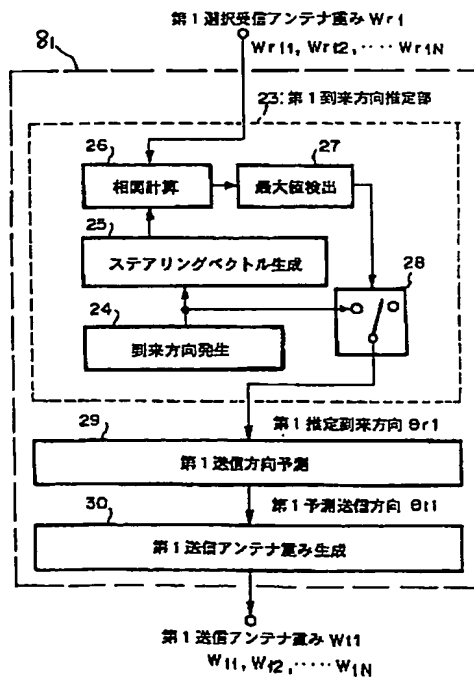 第1選択受信アンテナ重み Wr1
Wr11, Wr12, ‥‥ Wr1N
81
23:第1到来方向推定部
26
相関計算
27
最大値検出
25
ステアリングベクトル生成
28
24
到来方向発生
第1推定到来方向 θr1
29
第1送信方向予測
第1予測送信方向 θt1
30
第1送信アンテナ重み生成
第1送信アンテナ重み Wt1
W11, Wt2, ‥‥‥ W1N